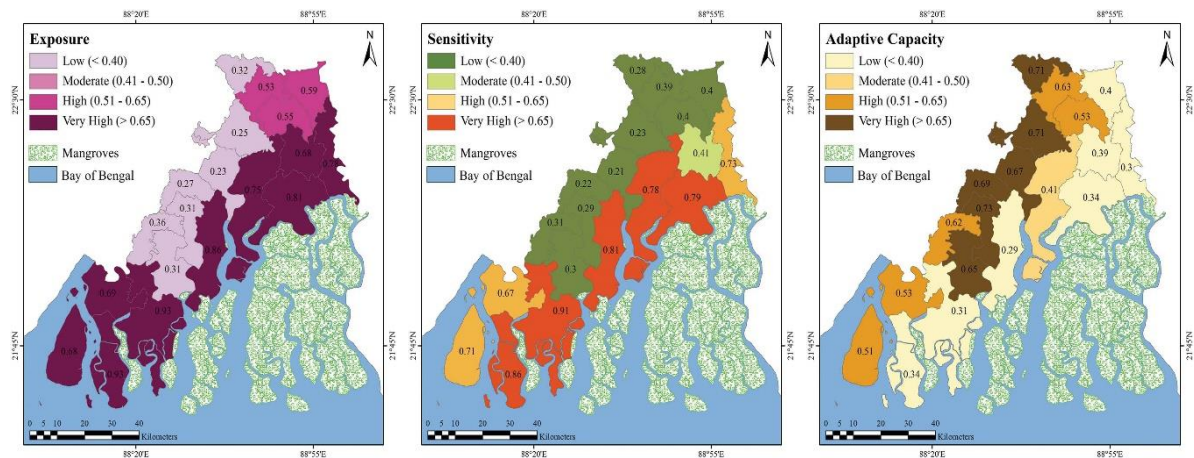 88°20'E 88°55'E 88°20'E 88°55'E 88°20'E 88°55'E
Exposure
N
Low (< 0.40)
Moderate (0.41 - 0.50)
High (0.51 - 0.65)
Very High (> 0.65)
Mangroves
Bay of Bengal
0.32
0.53
0.59
0.55
0.25
0.68
0.23
0.27
0.75
0.81
0.31
0.36
0.86
0.31
0.69
0.93
0.68
0.93
0 5 10 20 30 40
Kilometers
88°20'E 88°55'E
22°30'N
21°45'N
Sensitivity
N
Low (< 0.40)
Moderate (0.41 - 0.50)
High (0.51 - 0.65)
Very High (> 0.65)
Mangroves
Bay of Bengal
0.28
0.39
0.4
0.4
0.23
0.41
0.73
0.21
0.22
0.78
0.79
0.29
0.31
0.81
0.3
0.67
0.91
0.71
0.86
0 5 10 20 30 40
Kilometers
88°20'E 88°55'E
22°30'N
21°45'N
Adaptive Capacity
N
Low (< 0.40)
Moderate (0.41 - 0.50)
High (0.51 - 0.65)
Very High (> 0.65)
Mangroves
Bay of Bengal
0.71
0.63
0.4
0.53
0.71
0.39
0.3
0.67
0.69
0.41
0.34
0.73
0.62
0.29
0.65
0.53
0.31
0.51
0.34
0 5 10 20 30 40
Kilometers
88°20'E 88°55'E
22°30'N
21°45'N